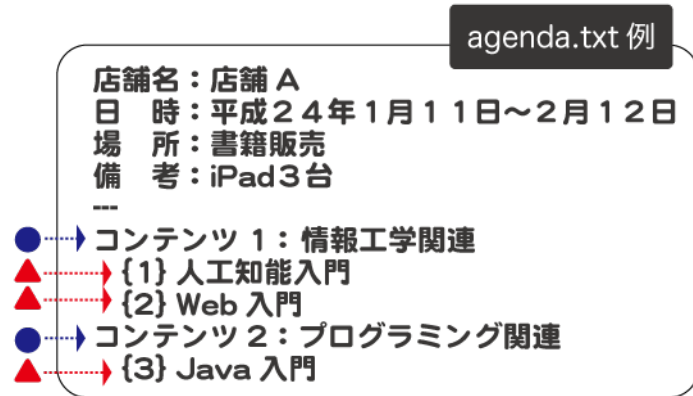 agenda.txt 例
店舗名：店舗 A
日　時：平成２４年１月１１日～２月１２日
場　所：書籍販売
備　考：iPad３台
---
コンテンツ 1：情報工学関連
{1} 人工知能入門
{2} Web 入門
コンテンツ 2：プログラミング関連
{3} Java 入門